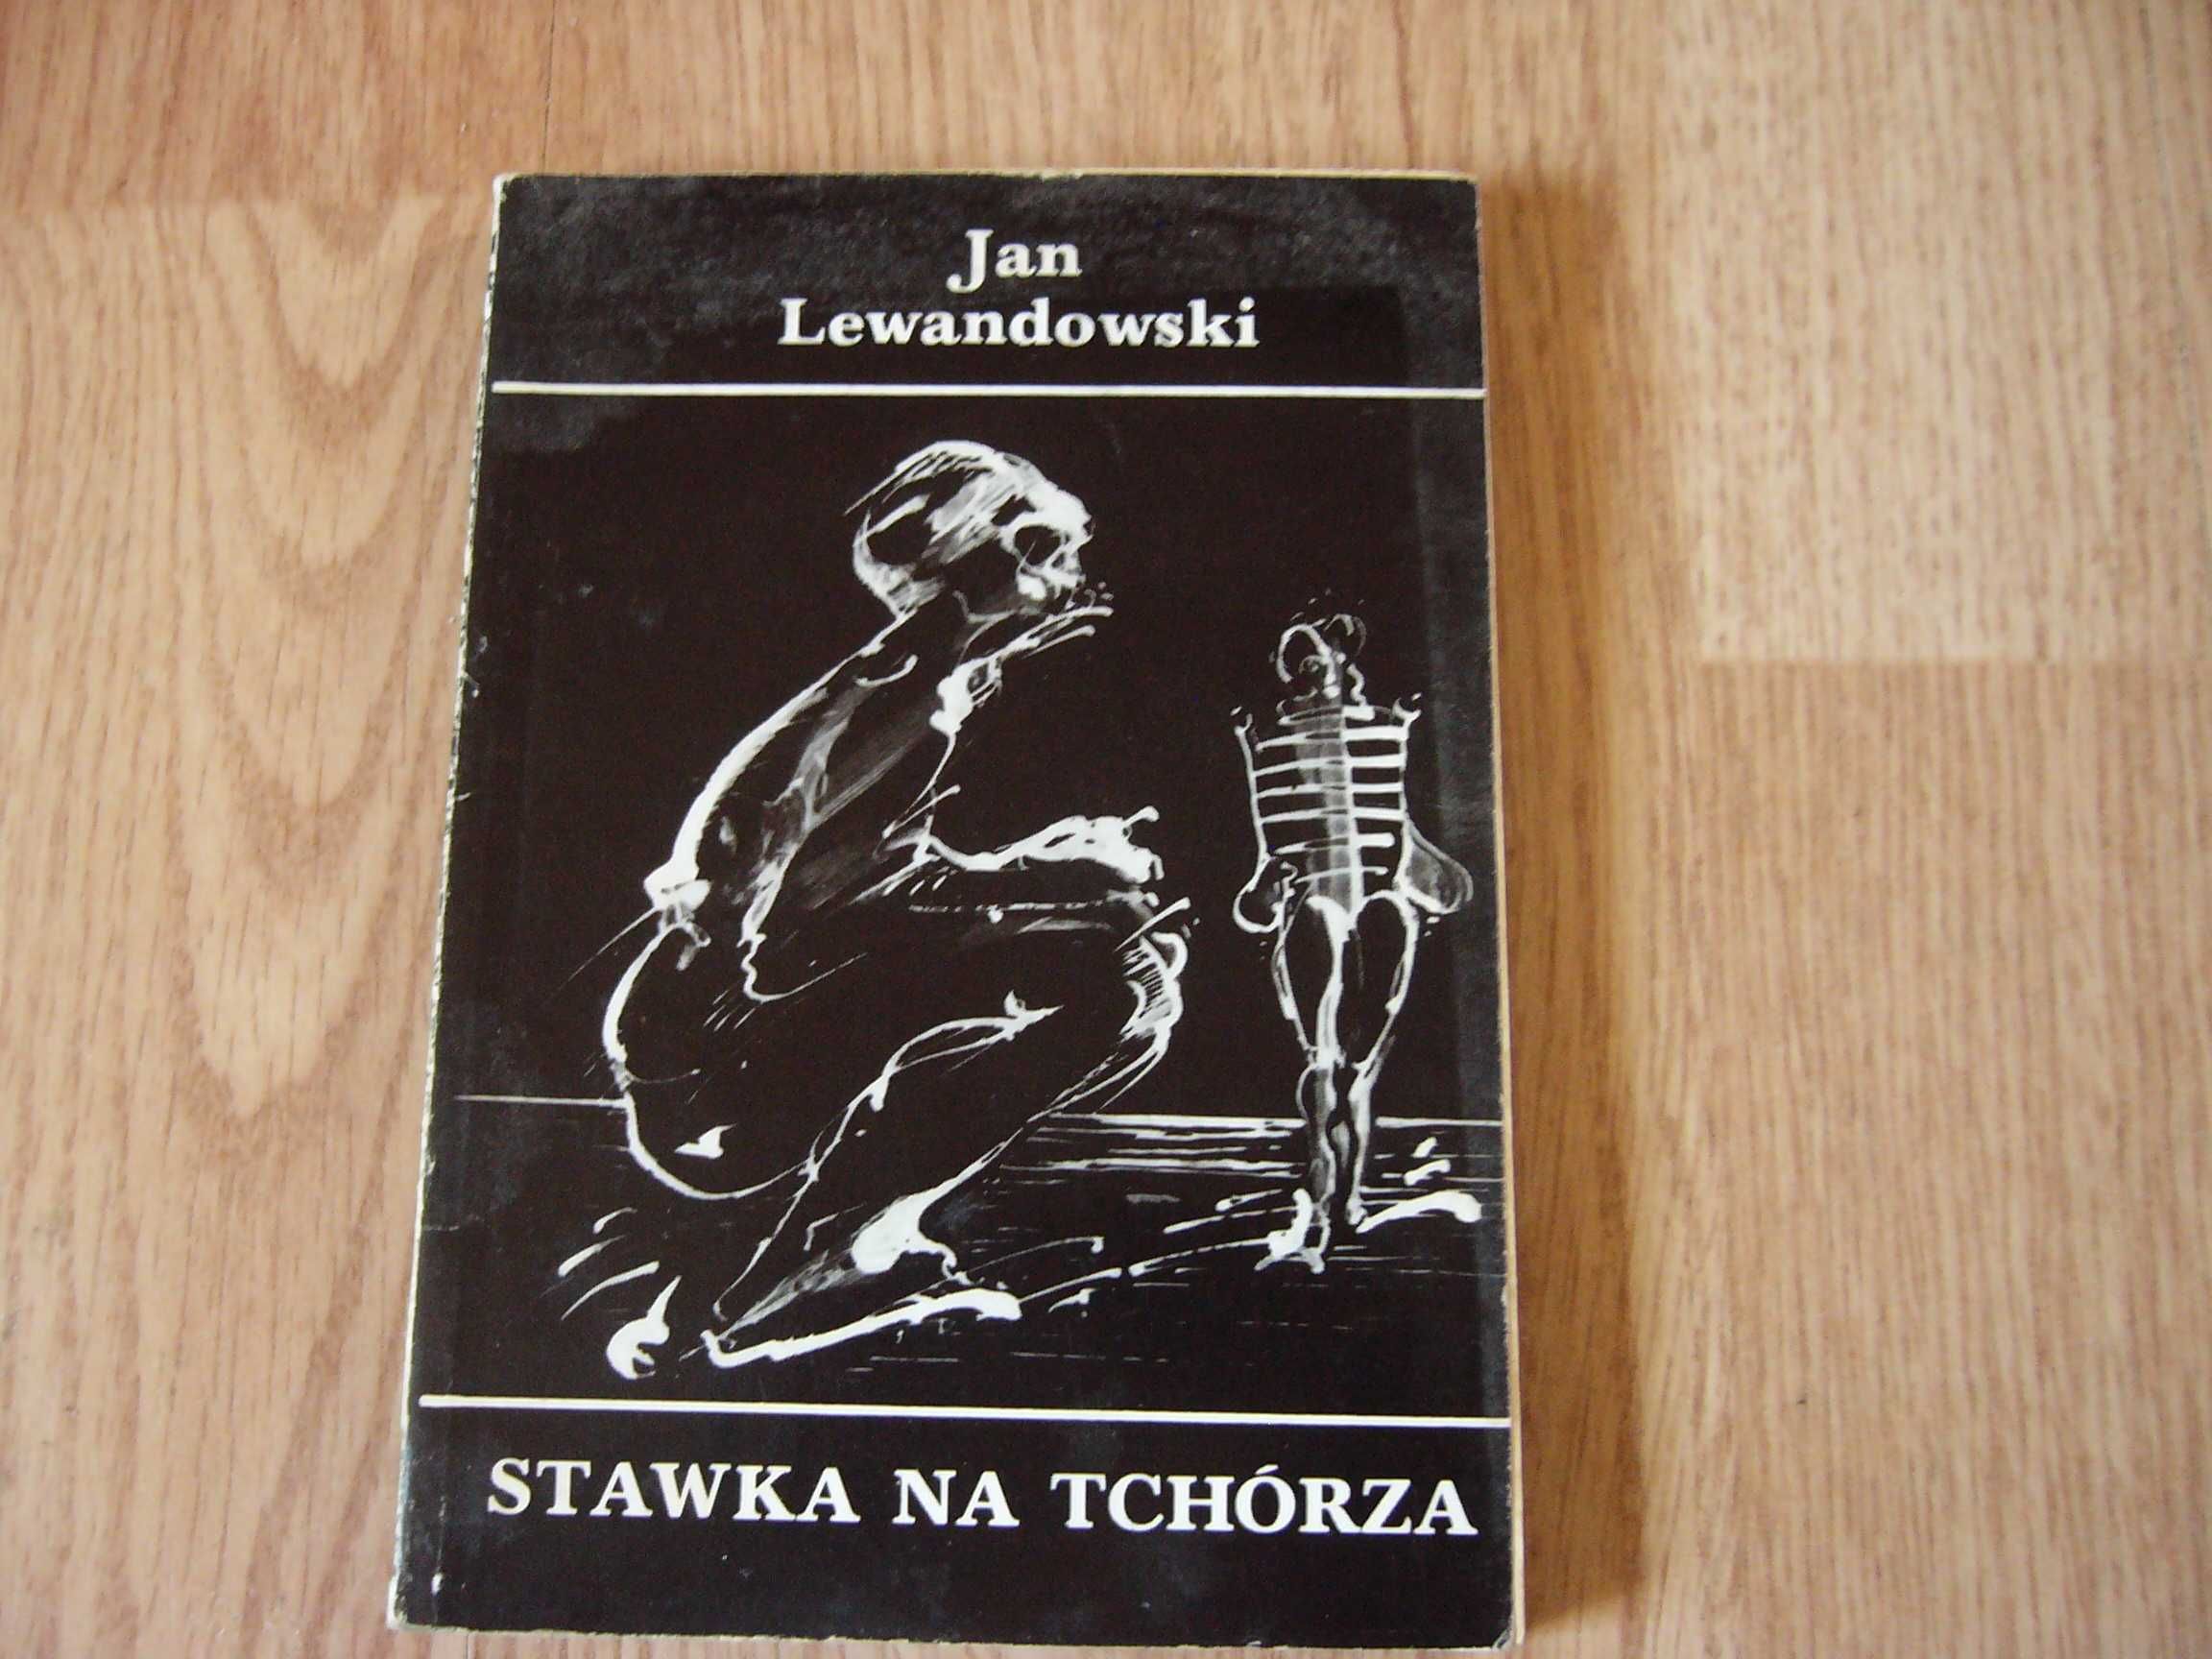 Jan
Lewandowski
STAWKA NA TCHÓRZA